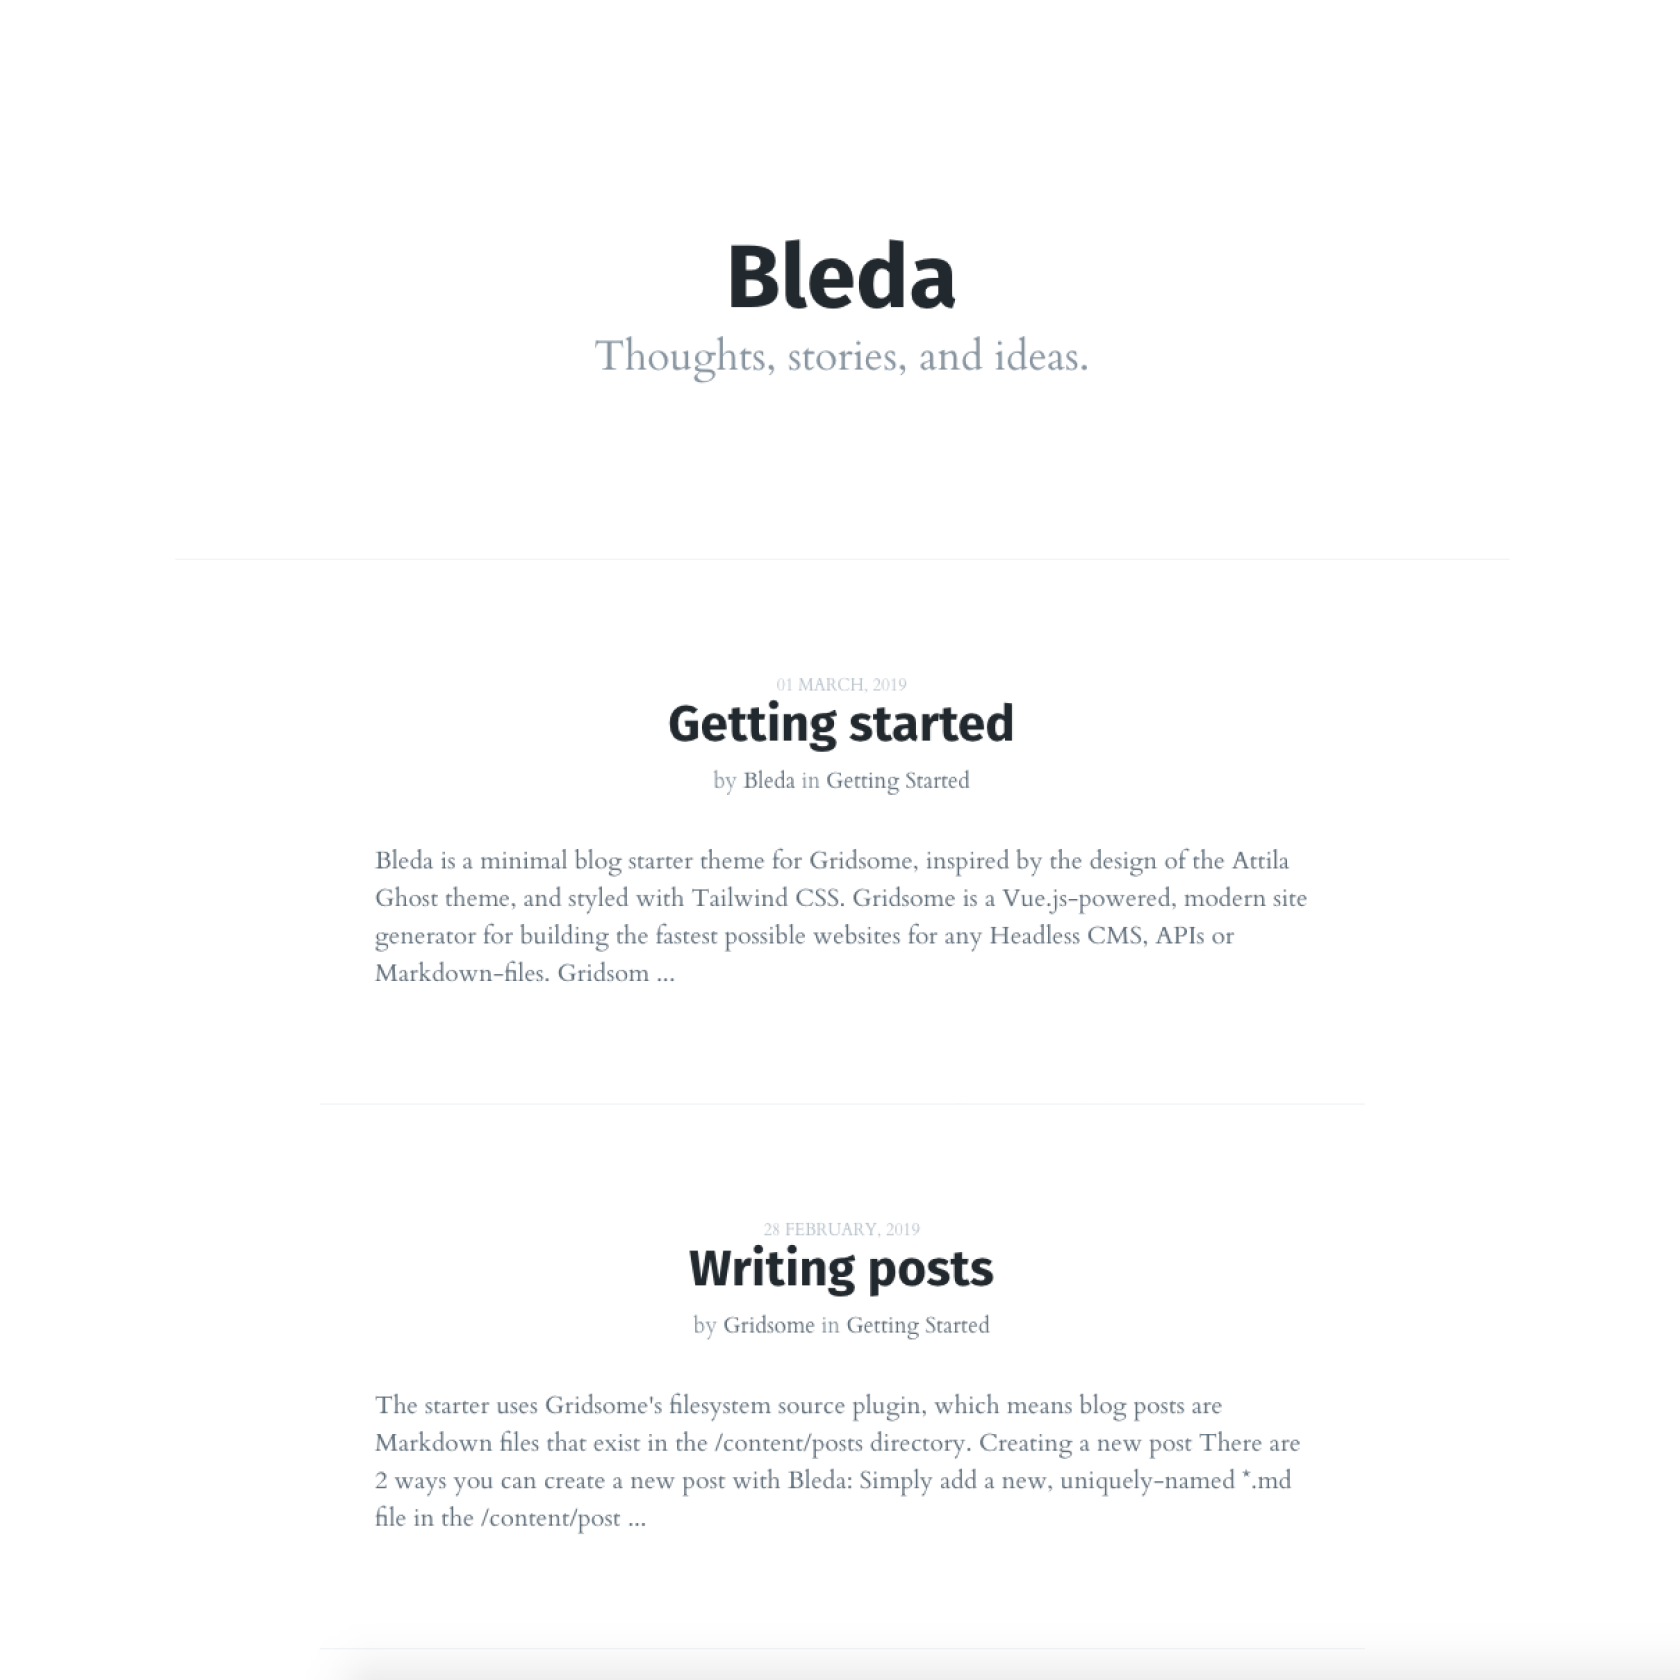 Bleda
Thoughts, stories, and ideas.
01 MARCH, 2019
Getting started
by Bleda in Getting Started
Bleda is a minimal blog starter theme for Gridsome, inspired by the design of the Attila
Ghost theme, and styled with Tailwind CSS. Gridsome is a Vue.js-powered, modern site
generator for building the fastest possible websites for any Headless CMS, APIs or
Markdown-files. Gridsom ...
28 FEBRUARY, 2019
Writing posts
by Gridsome in Getting Started
The starter uses Gridsome's filesystem source plugin, which means blog posts are
Markdown files that exist in the /content/posts directory. Creating a new post There are
2 ways you can create a new post with Bleda: Simply add a new, uniquely-named *.md
file in the /content/post ...